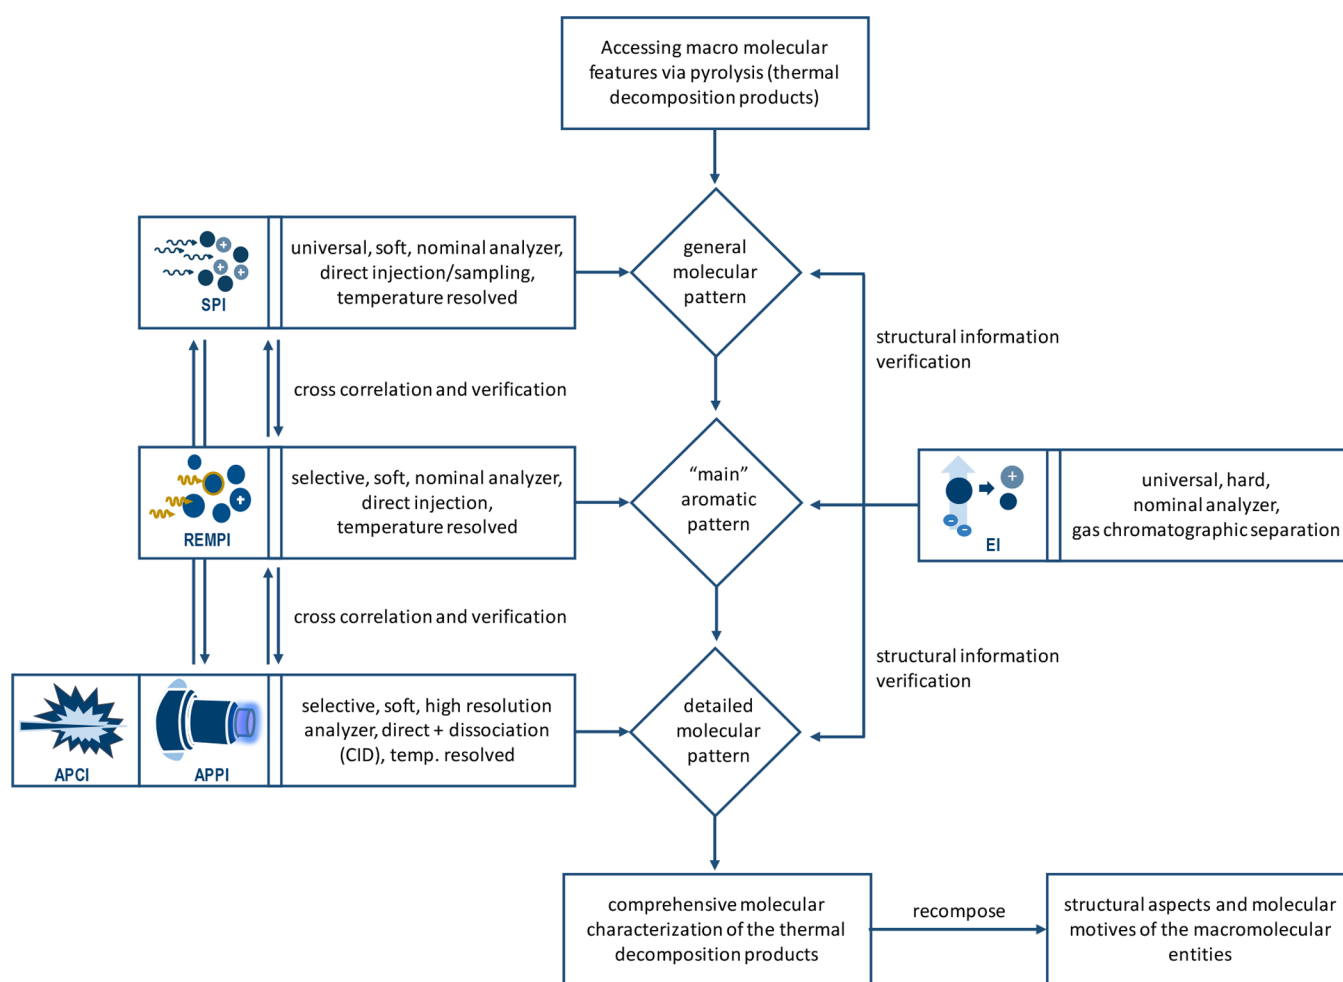 Accessing macro molecular
features via pyrolysis (thermal
decomposition products)
SPI
universal, soft, nominal analyzer,
direct injection/sampling,
temperature resolved
general
molecular
pattern
structural information
verification
cross correlation and verification
REMPI
selective, soft, nominal analyzer,
direct injection,
temperature resolved
“main”
aromatic
pattern
EI
universal, hard,
nominal analyzer,
gas chromatographic separation
cross correlation and verification
structural information
verification
APCI
APPI
selective, soft, high resolution
analyzer, direct + dissociation
(CID), temp. resolved
detailed
molecular
pattern
comprehensive molecular
characterization of the thermal
decomposition products
recompose
structural aspects and molecular
motives of the macromolecular
entities